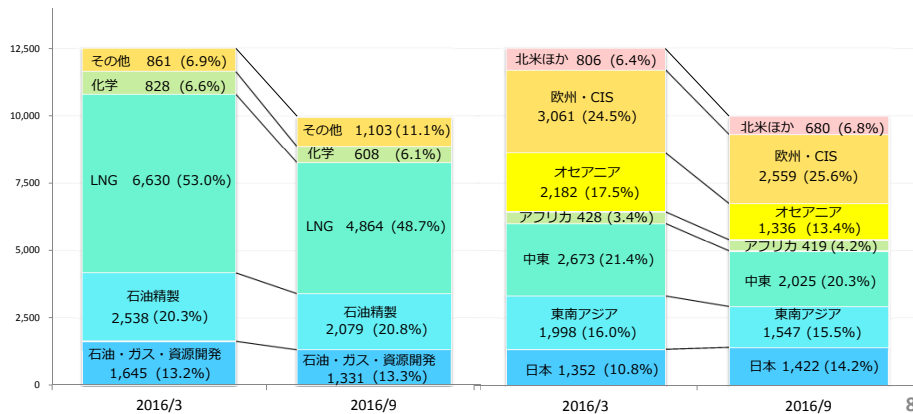 12,500
10,000
7,500
5,000
2,500
0
その他 861 (6.9%)
化学 828 (6.6%)
LNG 6,630 (53.0%)
石油精製
2,538 (20.3%)
石油・ガス・資源開発
1,645 (13.2%)
2016/3
その他 1,103 (11.1%)
化学 608 (6.1%)
LNG 4,864 (48.7%)
石油精製
2,079 (20.8%)
石油・ガス・資源開発
1,331 (13.3%)
2016/9
北米ほか 806 (6.4%)
欧州・CIS
3,061 (24.5%)
オセアニア
2,182 (17.5%)
アフリカ 428 (3.4%)
中東 2,673 (21.4%)
東南アジア
1,998 (16.0%)
日本 1,352 (10.8%)
2016/3
北米ほか 680 (6.8%)
欧州・CIS
2,559 (25.6%)
オセアニア
1,336 (13.4%)
アフリカ 419 (4.2%)
中東 2,025 (20.3%)
東南アジア
1,547 (15.5%)
日本 1,422 (14.2%)
2016/9
8